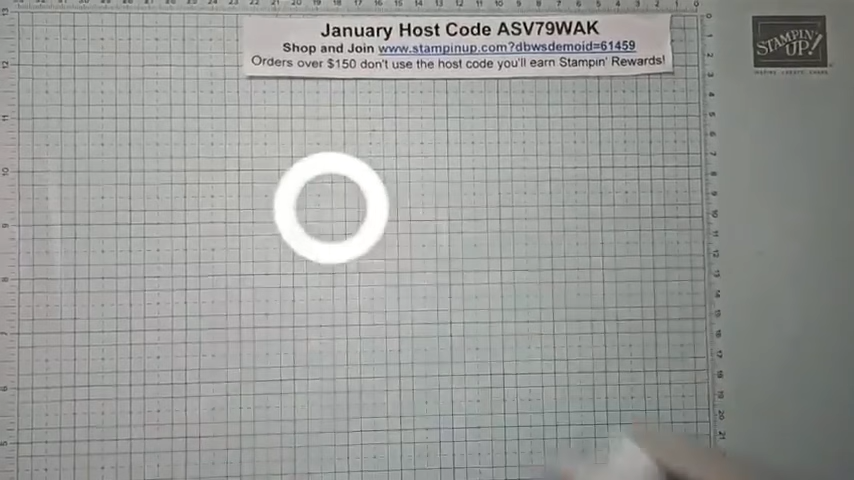 January Host Code ASV79WAK
Shop and Join www.stampinup.com?dbwsdemoid=61459
Orders over $150 don't use the host code you'll earn Stampin' Rewards!
STAMPIN' UP!